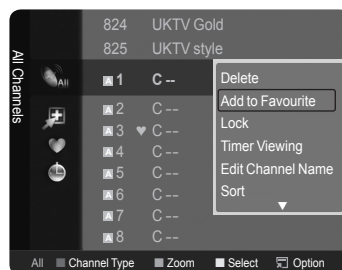 All Channels
824 UKTV Gold
825 UKTV style
All
A 1 C --
A 2 C --
A 3 ♥ C --
A 4 C --
A 5 C --
A 6 C --
A 7 C --
A 8 C --
Delete
Add to Favourite
Lock
Timer Viewing
Edit Channel Name
Sort
▼
All Channel Type Zoom Select Option